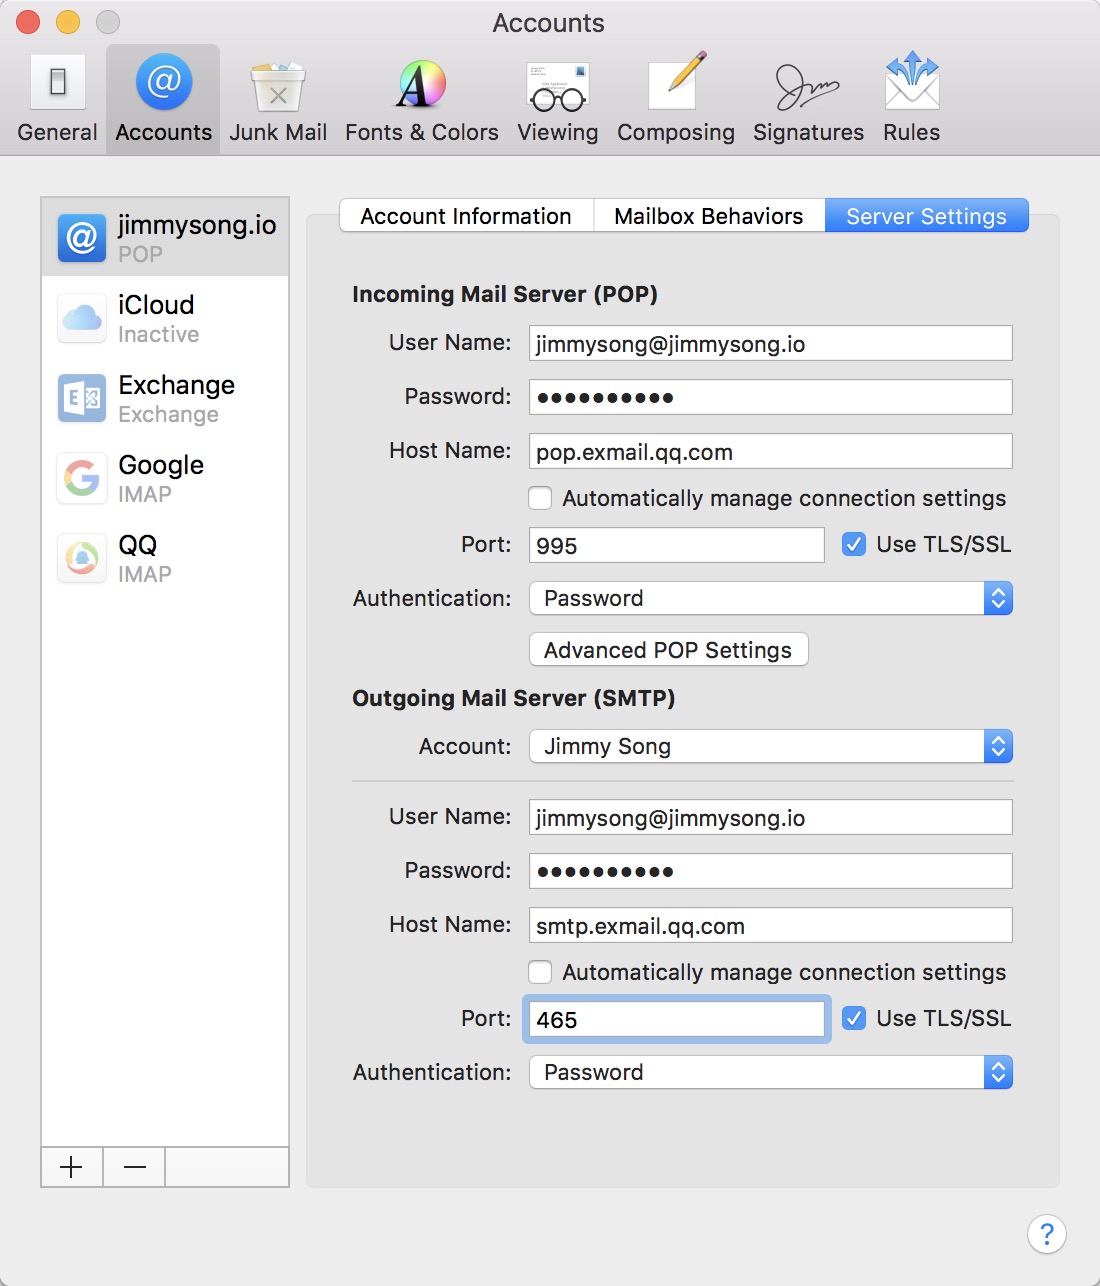 Accounts
General Accounts Junk Mail Fonts & Colors Viewing Composing Signatures Rules
jimmysong.io
POP
iCloud
Inactive
Exchange
Exchange
Google
IMAP
QQ
IMAP
Account Information Mailbox Behaviors Server Settings
Incoming Mail Server (POP)
User Name: jimmysong@jimmysong.io
Password: ●●●●●●●●●●
Host Name: pop.exmail.qq.com
Automatically manage connection settings
Port: 995 Use TLS/SSL
Authentication: Password
Advanced POP Settings
Outgoing Mail Server (SMTP)
Account: Jimmy Song
User Name: jimmysong@jimmysong.io
Password: ●●●●●●●●●●
Host Name: smtp.exmail.qq.com
Automatically manage connection settings
Port: 465 Use TLS/SSL
Authentication: Password
?